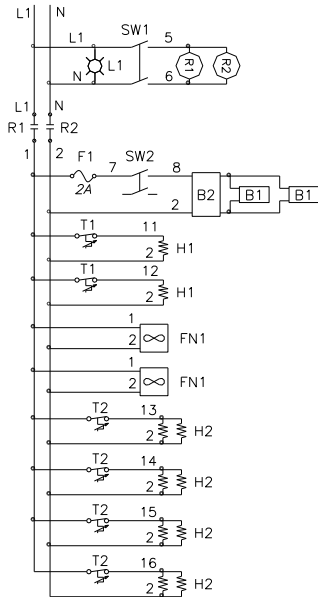 L1 N
L1 SW1 5
L1 R1 R2
N 6
L1 N
R1 R2
1 2 F1 7 SW2 8
2A
B2 B1 B1
2
T1 11
2 H1
T1 12
2 H1
1
2 FN1
1
2 FN1
T2 13
2 H2
T2 14
2 H2
T2 15
2 H2
T2 16
2 H2